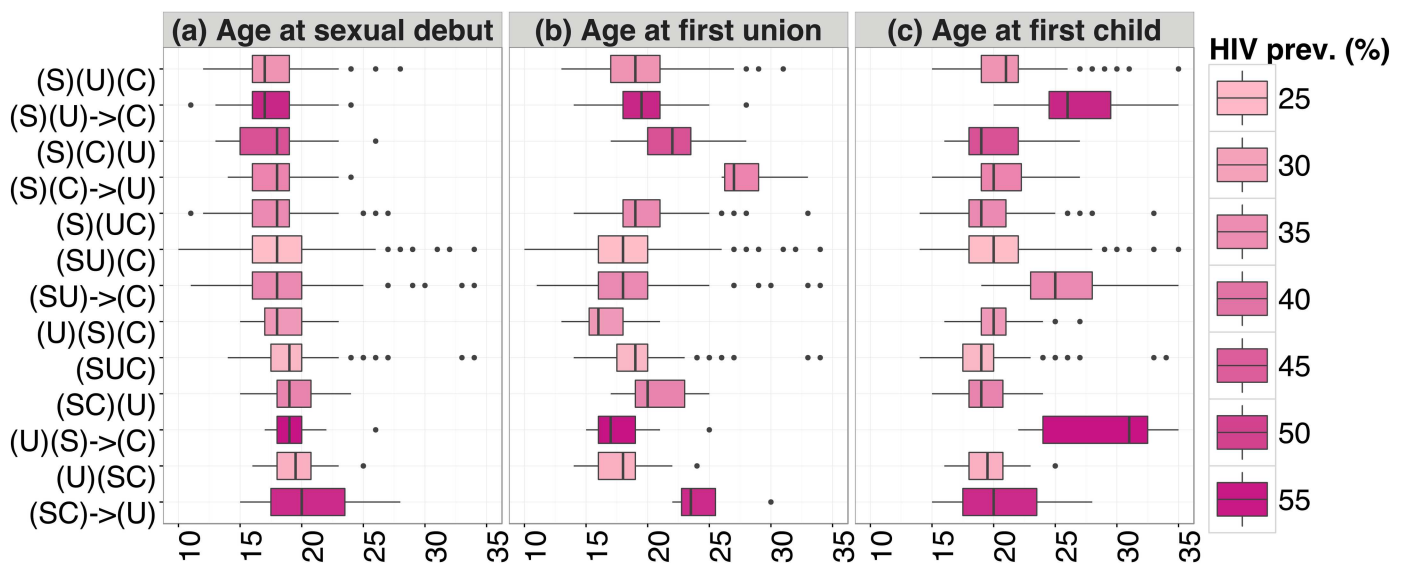 (a) Age at sexual debut
(b) Age at first union
(c) Age at first child
HIV prev. (%)
(S)(U)(C)
(S)(U)->(C)
(S)(C)(U)
(S)(C)->(U)
(S)(UC)
(SU)(C)
(SU)->(C)
(U)(S)(C)
(SUC)
(SC)(U)
(U)(S)->(C)
(U)(SC)
(SC)->(U)
25
30
35
40
45
50
55
10 15 20 25 30 35
10 15 20 25 30 35
10 15 20 25 30 35